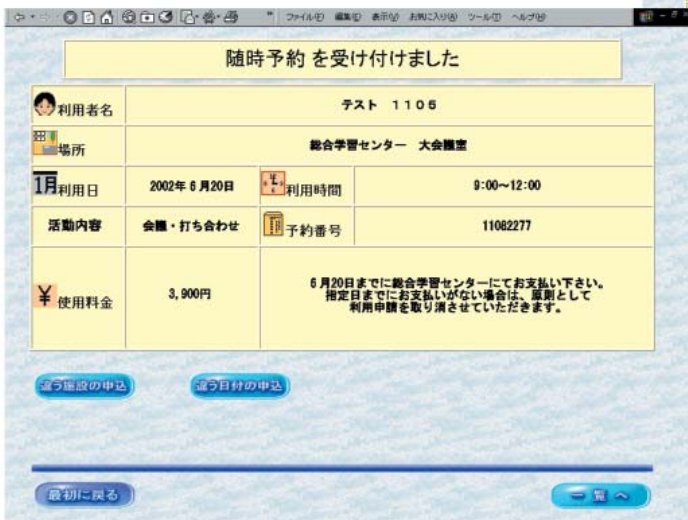 ファイル(F) 編集(E) 表示(V) お気に入り(A) ツール(T) ヘルプ(H)
随時予約 を受け付けました
利用者名 テスト 1105
場所 総合学習センター 大会議室
1月 利用日 2002年 6月20日 利用時間 9:00～12:00
活動内容 会議・打ち合わせ 予約番号 11082277
¥ 使用料金 3,900円
6月20日までに総合学習センターにてお支払い下さい。
指定日までにお支払いがない場合は、原則として
利用申請を取り消させていただきます。
違う施設の申込 違う日付の申込
最初に戻る 一覧へ